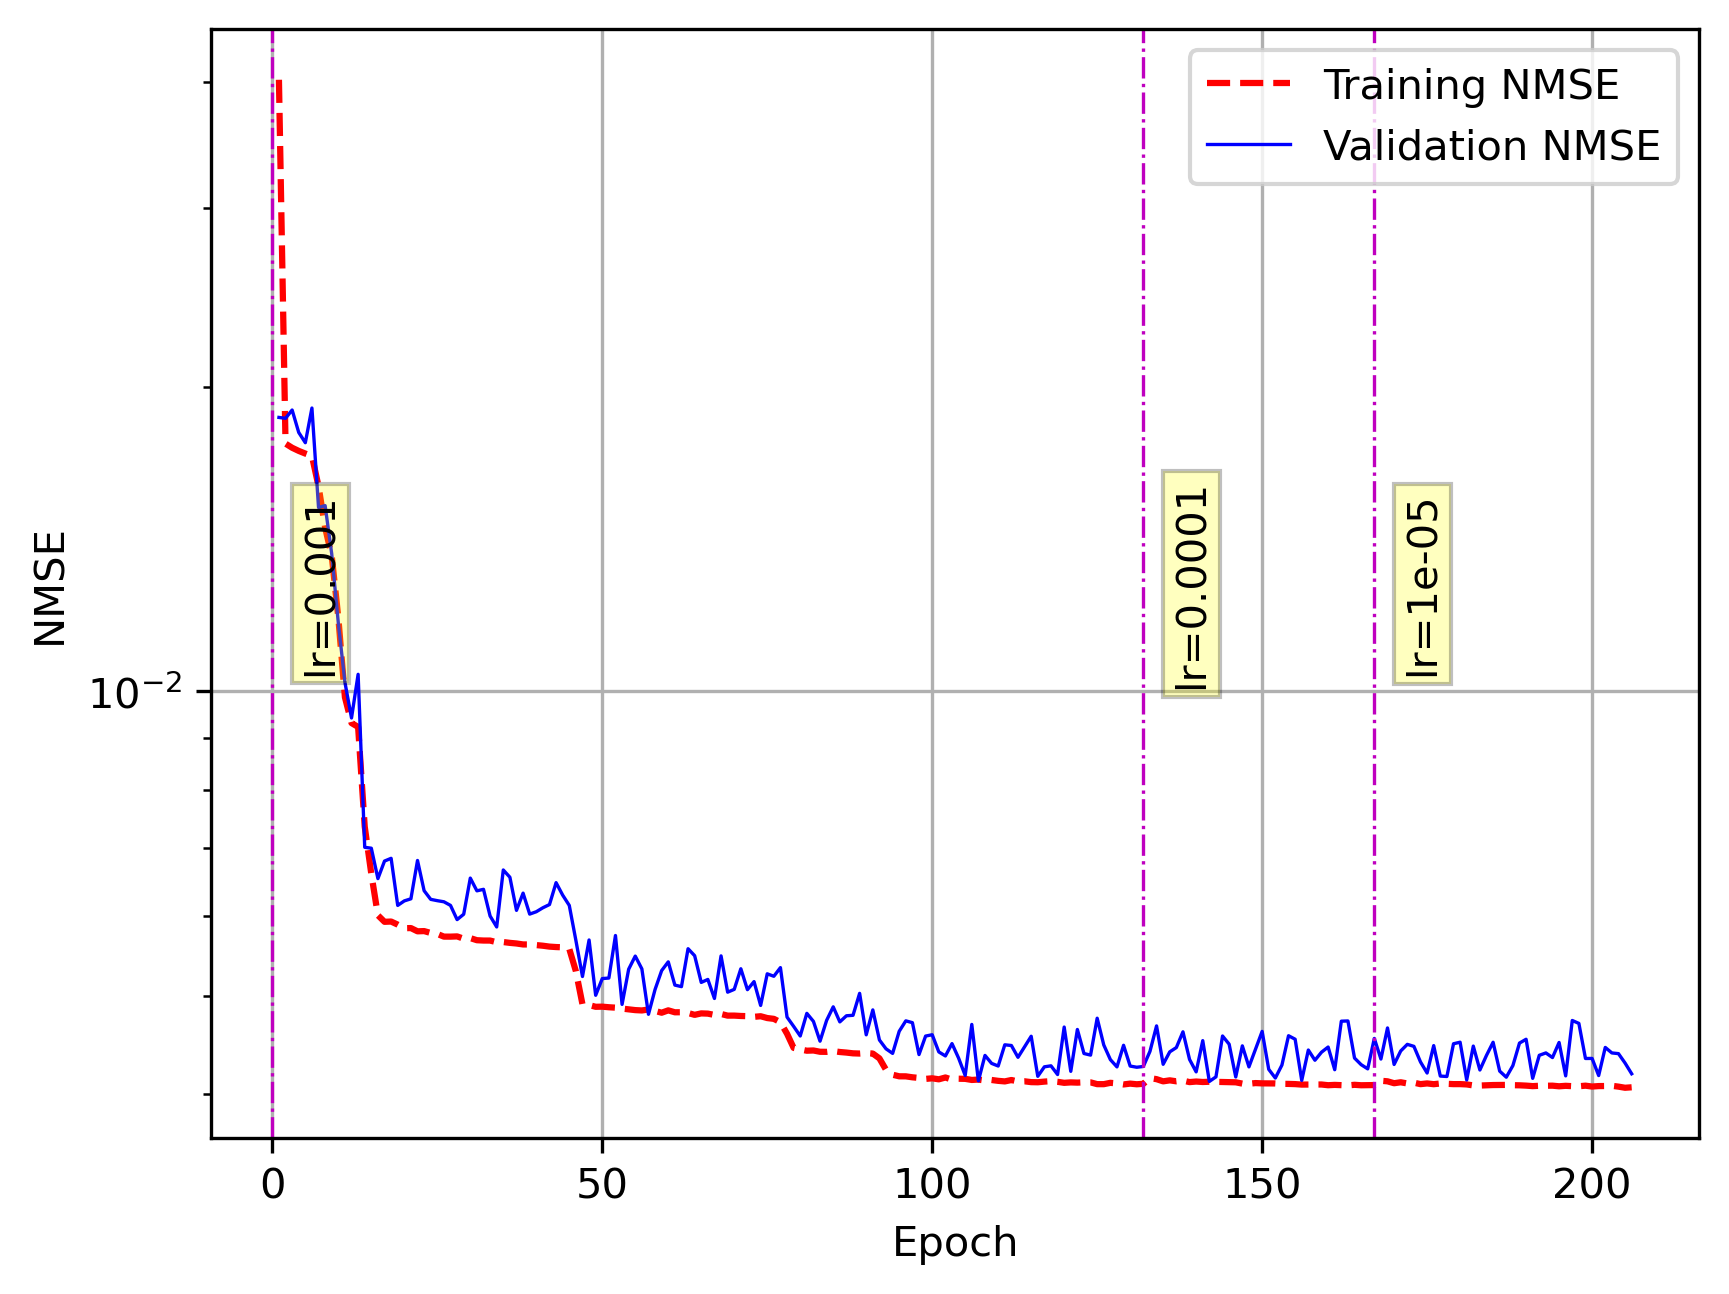 Training NMSE
Validation NMSE
NMSE
10⁻²
lr=0.001
lr=0.0001
lr=1e-05
0
50
100
150
200
Epoch